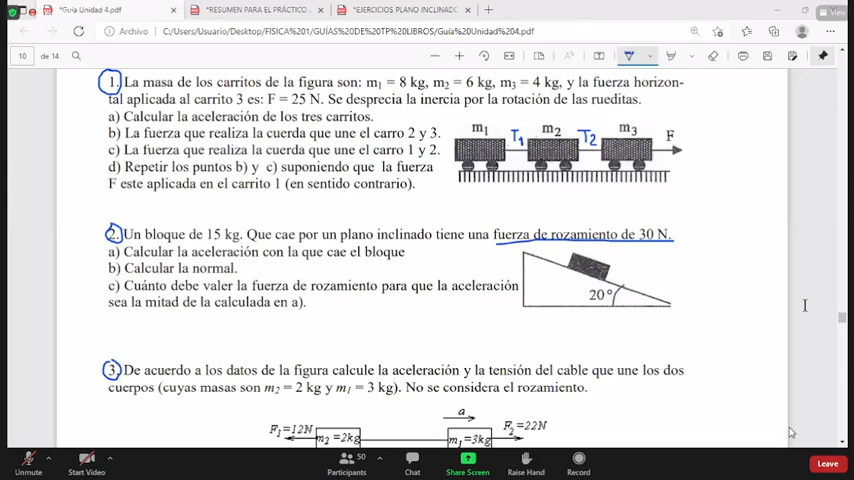 *Guía Unidad 4.pdf
*RESUMEN PARA EL PRÁCTICO
*EJERCICIOS PLANO INCLINADO
View
Archivo
C:/Users/Usuario/Desktop/FISICA%201/GUÍAS%20DE%20TP%20LIBROS/Guía%20Unidad%204.pdf
10 de 14
1. La masa de los carritos de la figura son: m1 = 8 kg, m2 = 6 kg, m3 = 4 kg, y la fuerza horizon-
tal aplicada al carrito 3 es: F = 25 N. Se desprecia la inercia por la rotación de las rueditas.
a) Calcular la aceleración de los tres carritos.
b) La fuerza que realiza la cuerda que une el carro 2 y 3.
c) La fuerza que realiza la cuerda que une el carro 1 y 2.
d) Repetir los puntos b) y c) suponiendo que la fuerza
F este aplicada en el carrito 1 (en sentido contrario).
m1 T1 m2 T2 m3 F
2. Un bloque de 15 kg. Que cae por un plano inclinado tiene una fuerza de rozamiento de 30 N.
a) Calcular la aceleración con la que cae el bloque
b) Calcular la normal.
c) Cuánto debe valer la fuerza de rozamiento para que la aceleración
sea la mitad de la calculada en a).
20°
3. De acuerdo a los datos de la figura calcule la aceleración y la tensión del cable que une los dos
cuerpos (cuyas masas son m2 = 2 kg y m1 = 3 kg). No se considera el rozamiento.
a
F1=12N
F2=22N
m2=2kg
m1=3kg
Unmute
Start Video
50
Participants
Chat
Share Screen
Raise Hand
Record
Leave